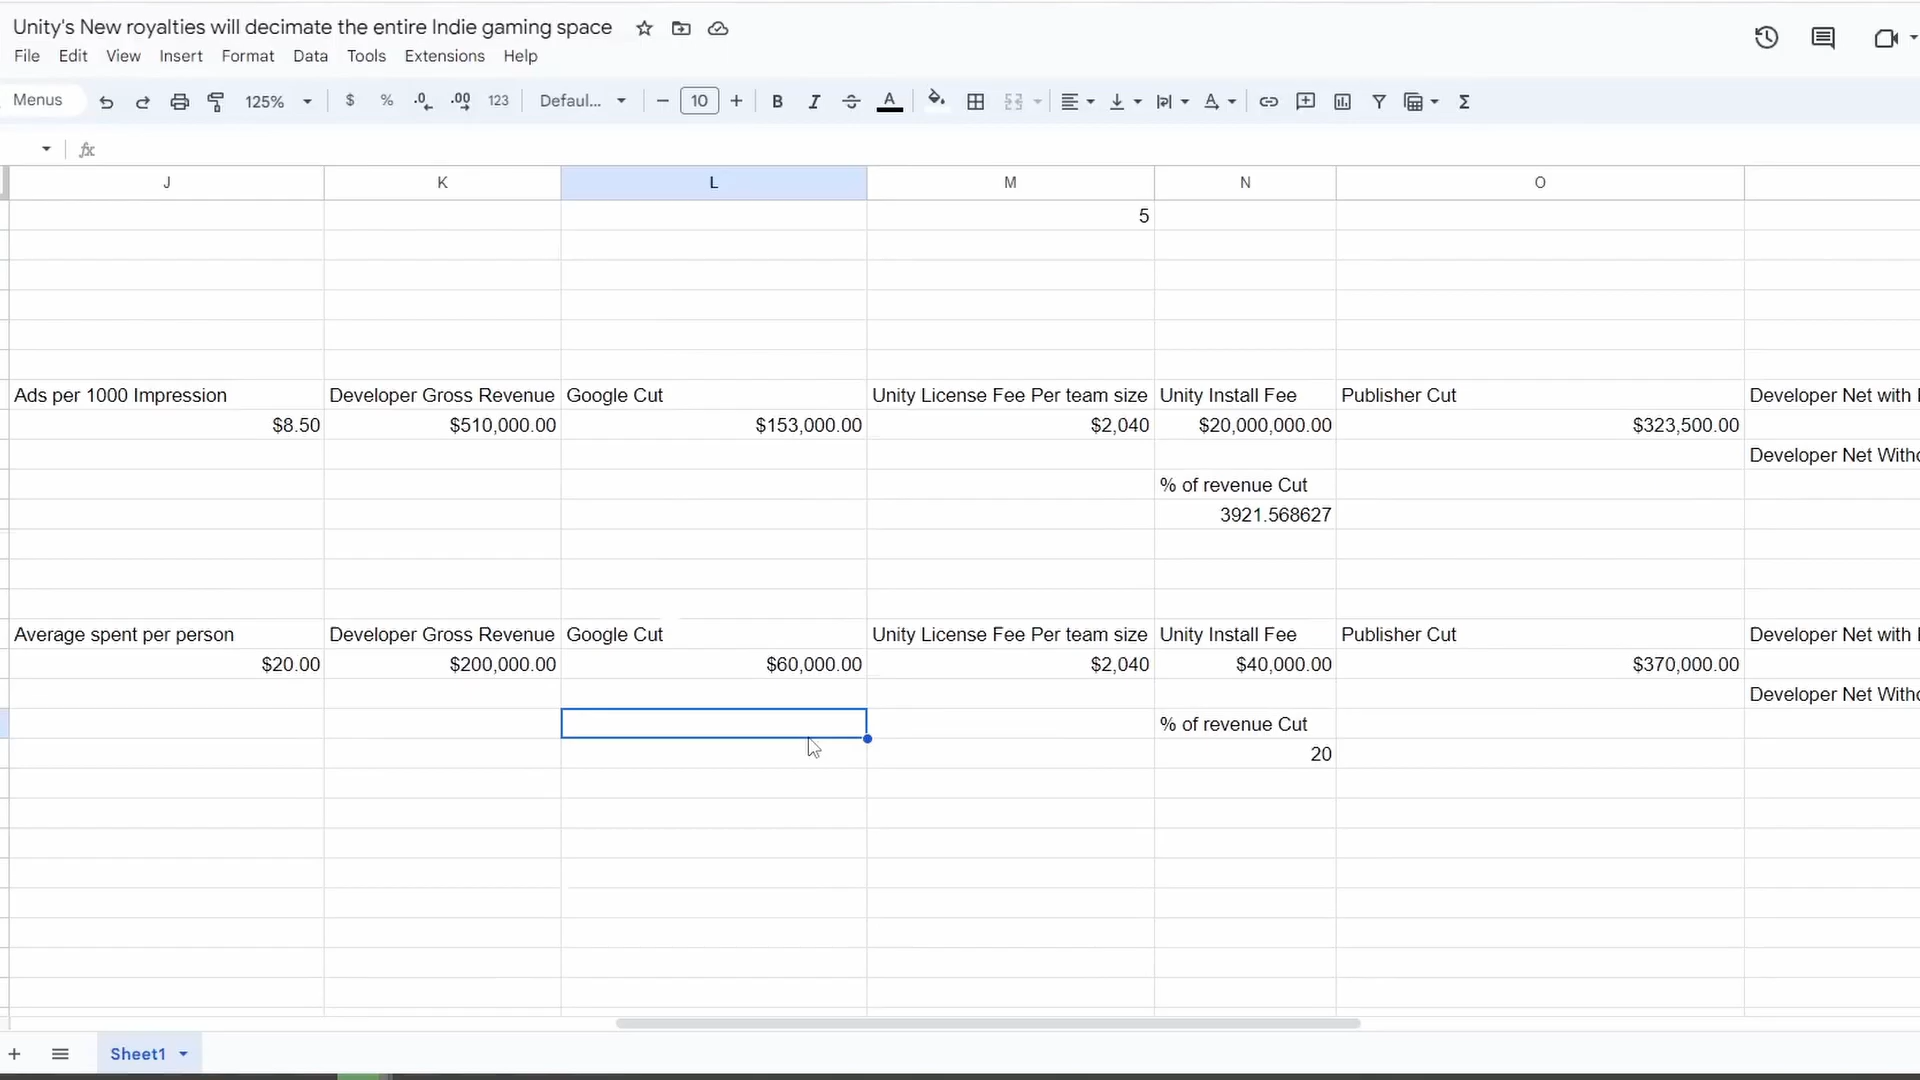 Unity's New royalties will decimate the entire Indie gaming space
File Edit View Insert Format Data Tools Extensions Help
Menus 125% $ % .0 .00 123 Defaul... 10 B I A Σ
fx
J K L M N O
5
Ads per 1000 Impression Developer Gross Revenue Google Cut Unity License Fee Per team size Unity Install Fee Publisher Cut Developer Net with
$8.50 $510,000.00 $153,000.00 $2,040 $20,000,000.00 $323,500.00
Developer Net Witho
% of revenue Cut
3921.568627
Average spent per person Developer Gross Revenue Google Cut Unity License Fee Per team size Unity Install Fee Publisher Cut Developer Net with
$20.00 $200,000.00 $60,000.00 $2,040 $40,000.00 $370,000.00
Developer Net Witho
% of revenue Cut
20
Sheet1